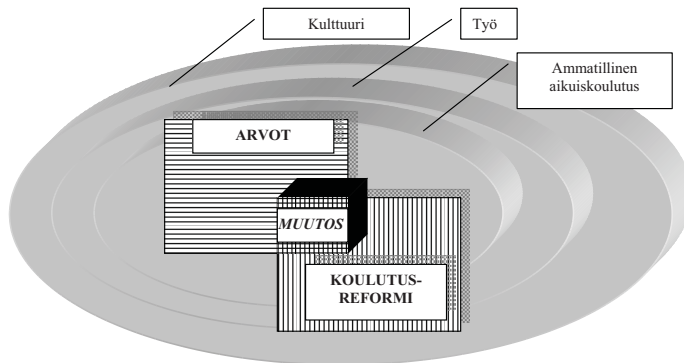 Kulttuuri
Työ
Ammatillinen
aikuiskoulutus
ARVOT
MUUTOS
KOULUTUS-
REFORMI